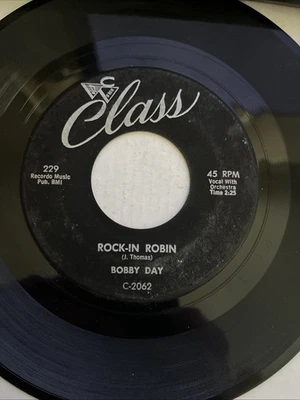 Class
229
Recordo Music
Pub. BMI
45 RPM
Vocal With
Orchestra
Time 2:25
ROCK-IN ROBIN
(J. Thomas)
BOBBY DAY
C-2062